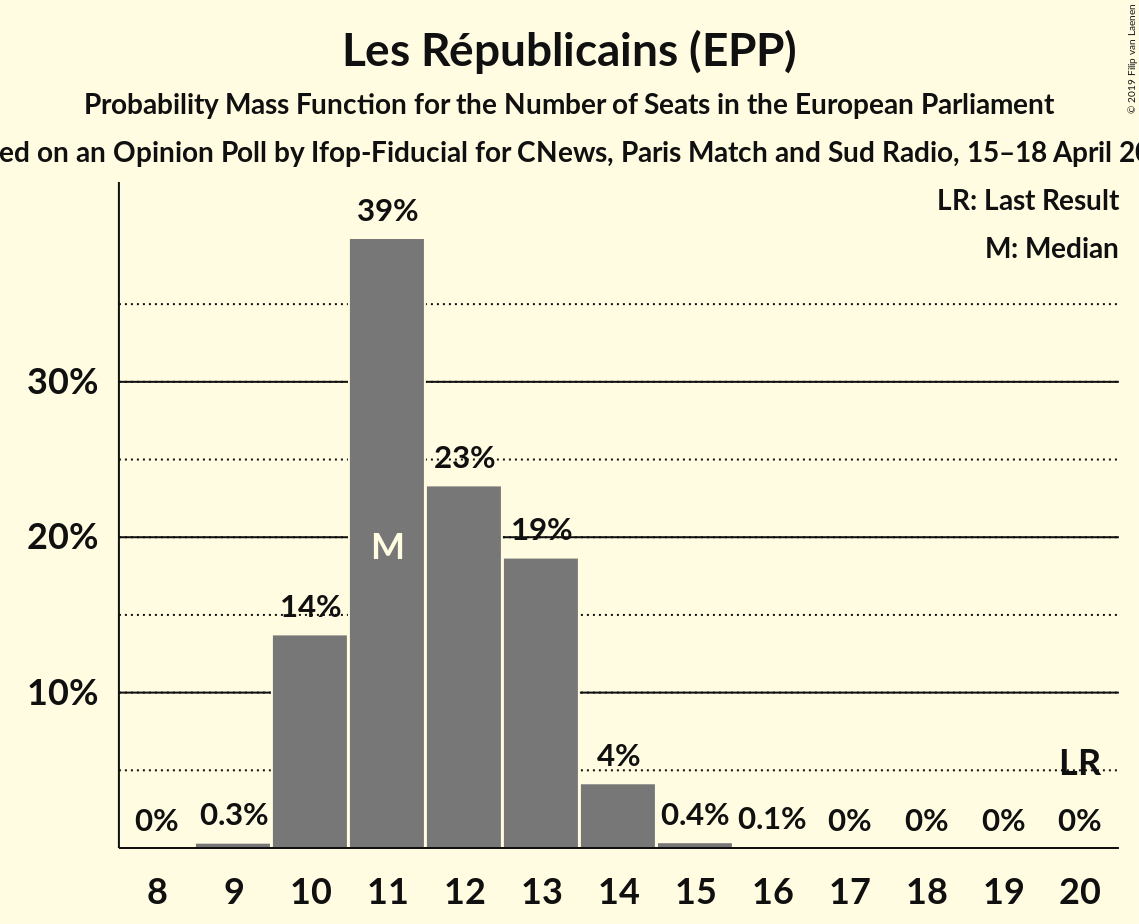 Les Républicains (EPP)
Probability Mass Function for the Number of Seats in the European Parliament
on an Opinion Poll by Ifop-Fiducial for CNews, Paris Match and Sud Radio, 15–18 April
© 2019 Filip van Laenen
LR: Last Result
M: Median
39%
30%
23%
20%
19%
M
14%
10%
4%
LR
0% 0.3% 0.4% 0.1% 0% 0% 0% 0%
8 9 10 11 12 13 14 15 16 17 18 19 20